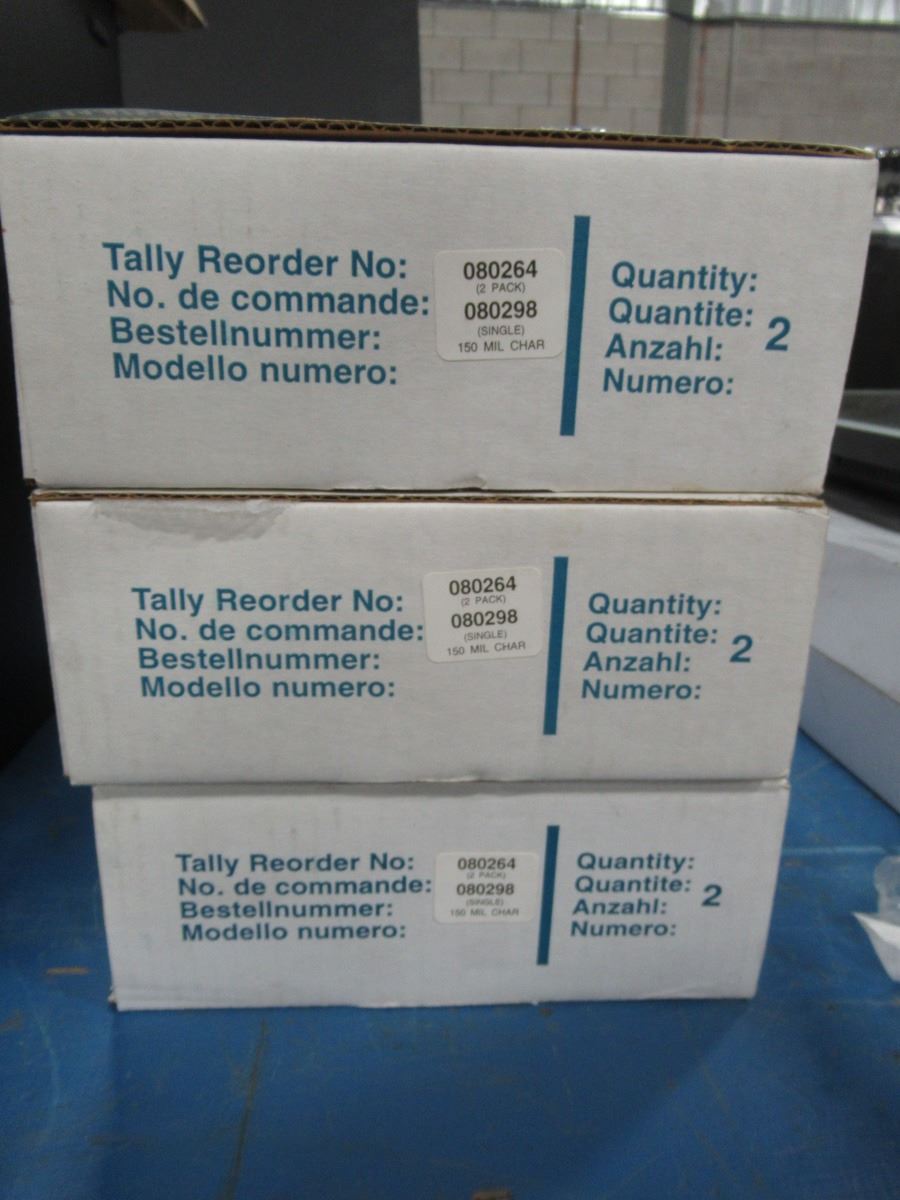 Tally Reorder No:
No. de commande:
Bestellnummer:
Modello numero:
080264
(2 PACK)
080298
(SINGLE)
150 MIL CHAR
Quantity:
Quantite:
Anzahl:
Numero:
2
Tally Reorder No:
No. de commande:
Bestellnummer:
Modello numero:
080264
(2 PACK)
080298
(SINGLE)
150 MIL CHAR
Quantity:
Quantite:
Anzahl:
Numero:
2
Tally Reorder No:
No. de commande:
Bestellnummer:
Modello numero:
080264
(2 PACK)
080298
(SINGLE)
150 MIL CHAR
Quantity:
Quantite:
Anzahl:
Numero:
2